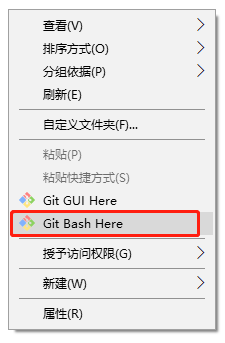 查看(V)
排序方式(O)
分组依据(P)
刷新(E)
自定义文件夹(F)...
粘贴(P)
粘贴快捷方式(S)
Git GUI Here
Git Bash Here
授予访问权限(G)
新建(W)
属性(R)